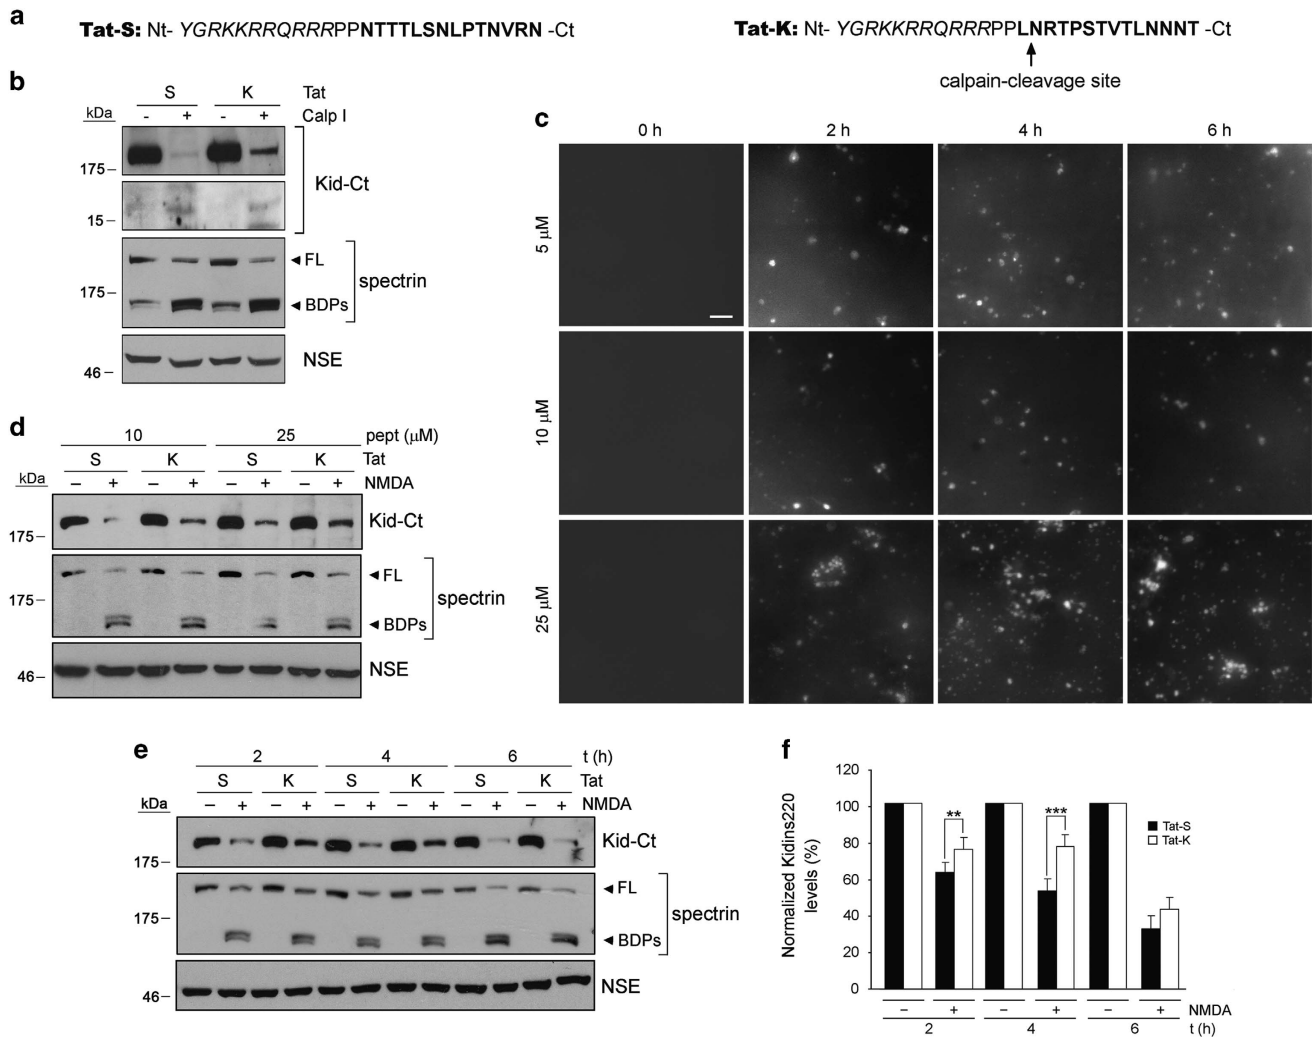 a
Tat-S: Nt- YGRKKRRQRRRPPNTTTLSNLPTNVRN -Ct
Tat-K: Nt- YGRKKRRQRRRPPLNRTPSTVTLNNNT -Ct
calpain-cleavage site
b
S K Tat
kDa - + - + Calp I
175
Kid-Ct
15
FL
175
spectrin
BDPs
NSE
46
c
0 h 2 h 4 h 6 h
5 μM
10 μM
25 μM
d
10 25 pept (μM)
S K S K Tat
kDa – + – + – + – + NMDA
Kid-Ct
175
FL
175
spectrin
BDPs
NSE
46
e
2 4 6 t (h)
S K S K S K Tat
kDa – + – + – + – + – + – + NMDA
Kid-Ct
175
FL
175
spectrin
BDPs
NSE
46
f
Normalized Kidins220 levels (%)
120
100
80
60
40
20
0
** ***
Tat-S
Tat-K
– + – + – + NMDA
2 4 6 t (h)